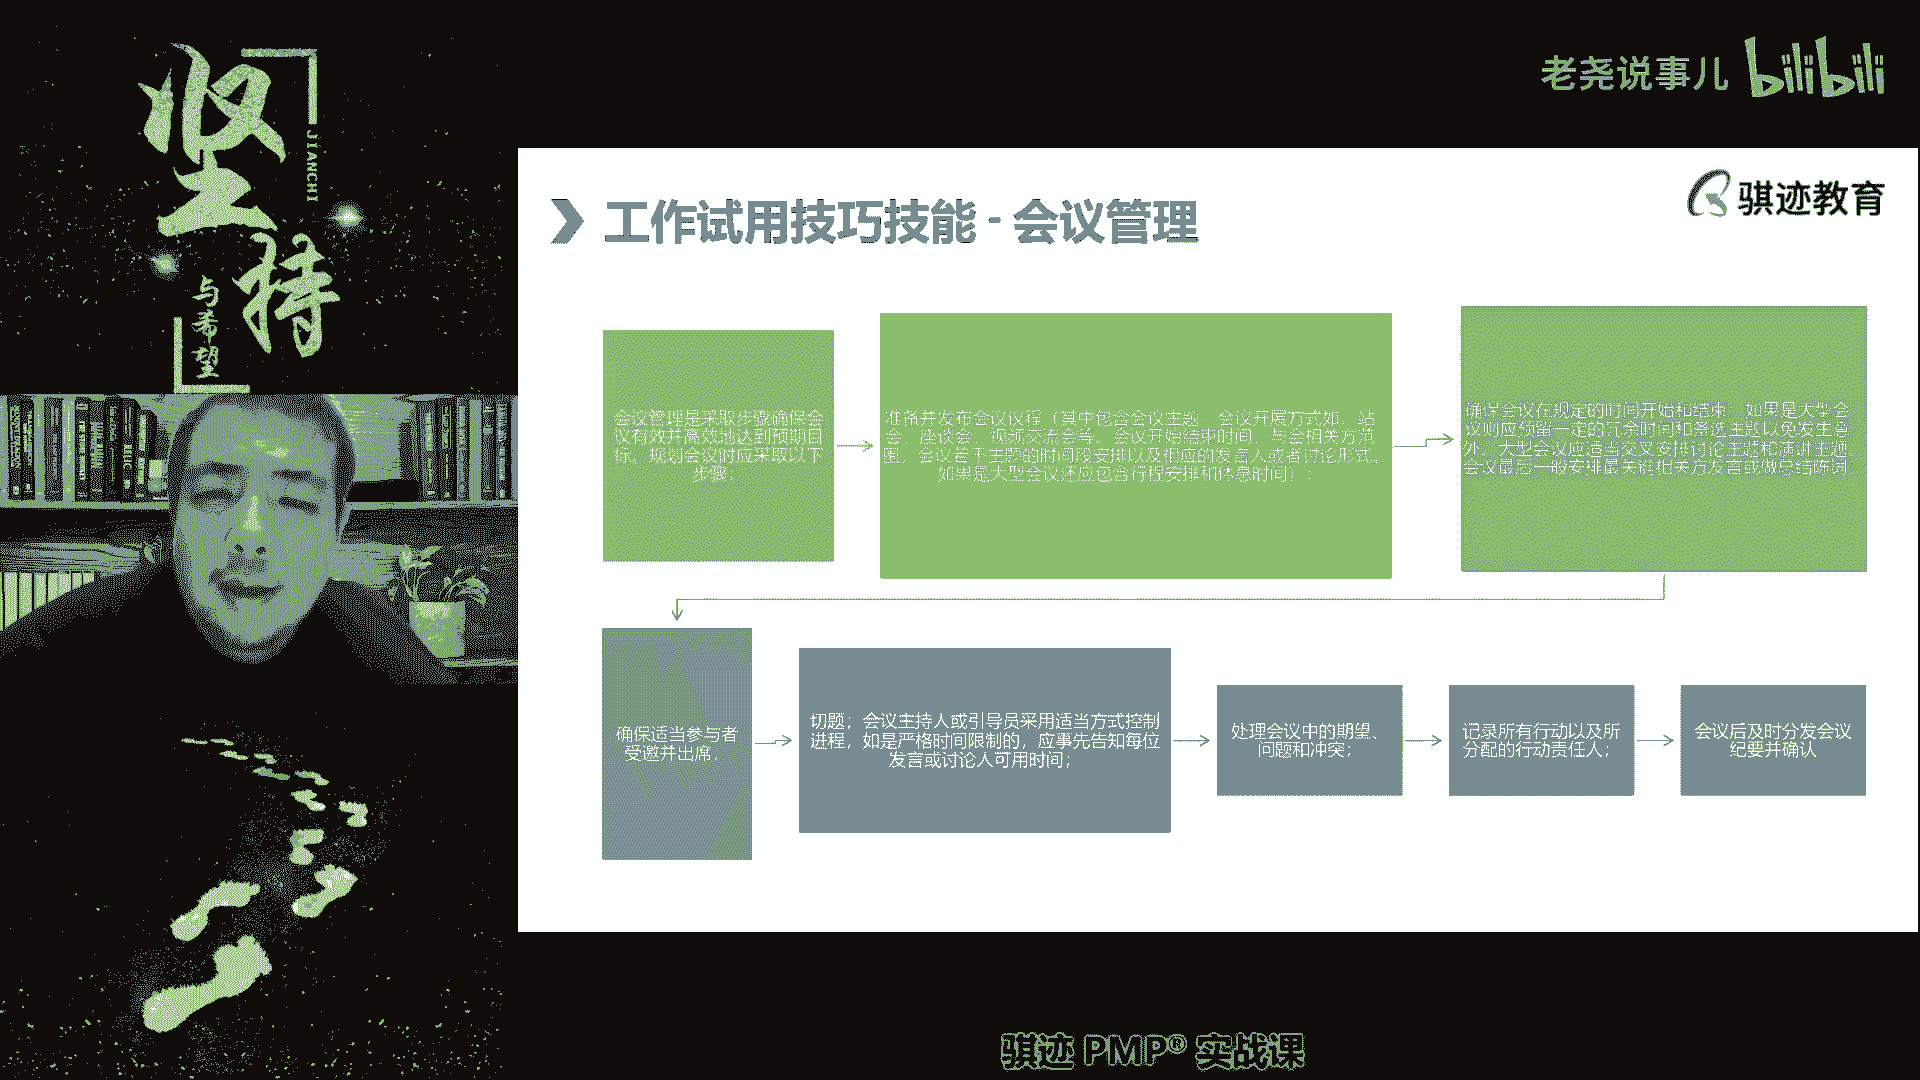 坚持
JIANCHI
与希望
老尧说事儿 bilibili
骐迹教育
工作试用技巧技能 - 会议管理
会议管理是采取步骤确保会
议有效并高效地达到预期目
标。规划会议时应采取以下
步骤:
准备并发布会议议程（其中包含会议主题、会议开展方式如，站
会、座谈会、视频交流会等。会议开始结束时间，与会相关方范
围，会议若干主题的时间段安排以及相应的发言人或者讨论形式。
如果是大型会议还应包含行程安排和休息时间）;
确保会议在规定的时间开始和结束，如果是大型会
议则应预留一定的冗余时间和备选主题以免发生意
外。大型会议应适当交叉安排讨论主题和演讲主题。
会议最后一般安排最关键相关方发言或做总结陈词
确保适当参与者
受邀并出席;
切题; 会议主持人或引导员采用适当方式控制
进程，如是严格时间限制的，应事先告知每位
发言或讨论人可用时间;
处理会议中的期望、
问题和冲突;
记录所有行动以及所
分配的行动责任人;
会议后及时分发会议
纪要并确认
骐迹 PMP® 实战课